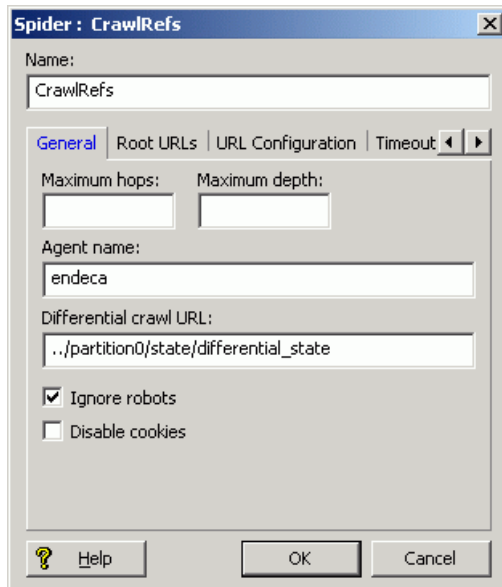 Spider : CrawlRefs
Name:
CrawlRefs
General Root URLs URL Configuration Timeout
Maximum hops: Maximum depth:
Agent name:
endeca
Differential crawl URL:
../partition0/state/differential_state
Ignore robots
Disable cookies
? Help OK Cancel